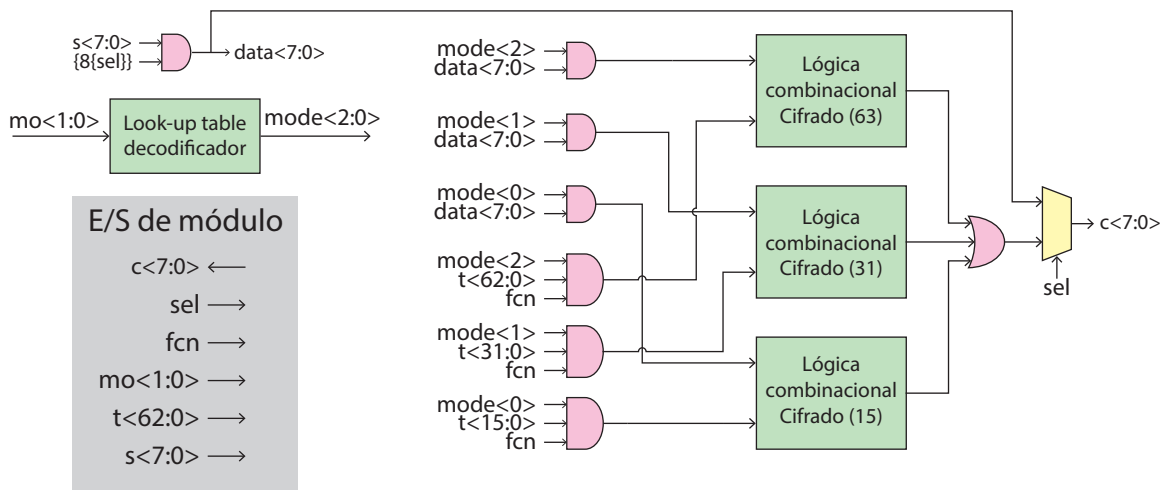 s<7:0>
{8{sel}}
data<7:0>
mo<1:0>
Look-up table
decodificador
mode<2:0>
E/S de módulo
c<7:0>
sel
fcn
mo<1:0>
t<62:0>
s<7:0>
mode<2>
data<7:0>
mode<1>
data<7:0>
mode<0>
data<7:0>
mode<2>
t<62:0>
fcn
mode<1>
t<31:0>
fcn
mode<0>
t<15:0>
fcn
Lógica
combinacional
Cifrado (63)
Lógica
combinacional
Cifrado (31)
Lógica
combinacional
Cifrado (15)
c<7:0>
sel